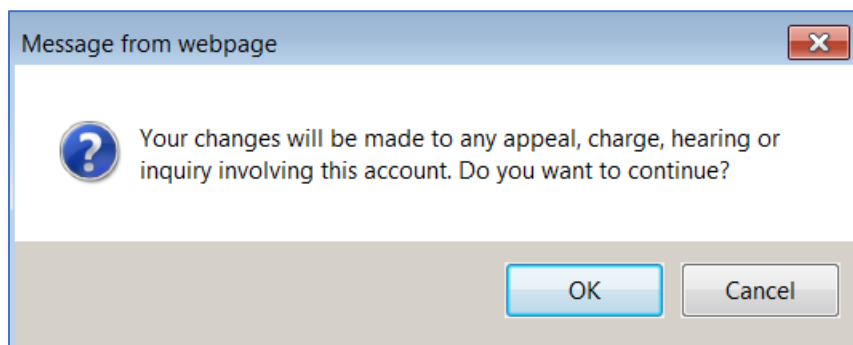 Message from webpage
Your changes will be made to any appeal, charge, hearing or
inquiry involving this account. Do you want to continue?
OK
Cancel